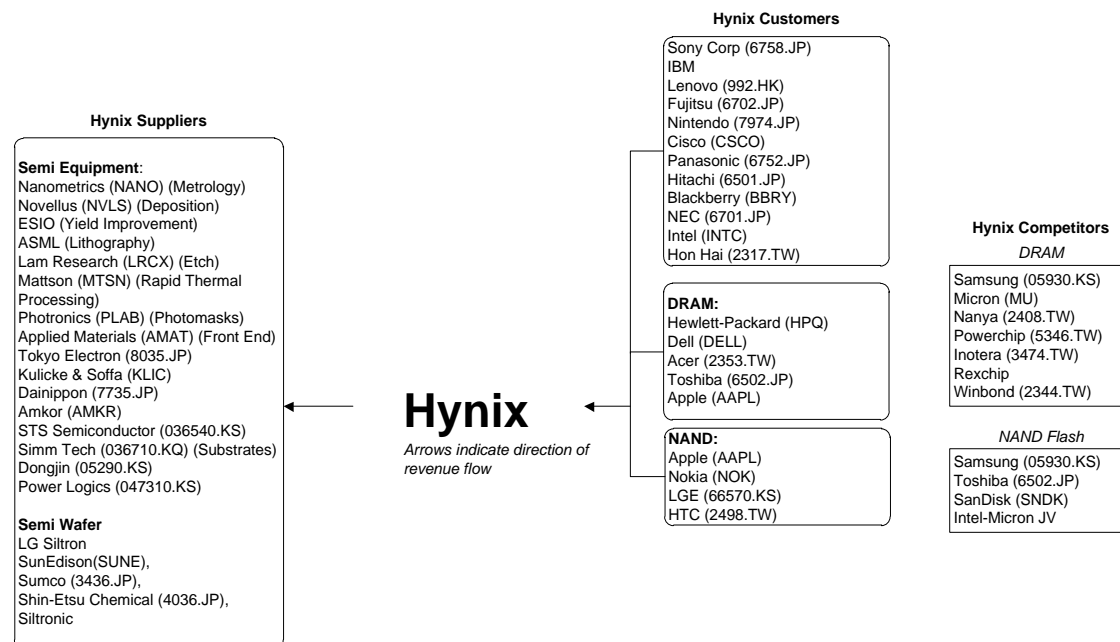 Hynix Suppliers
Semi Equipment:
Nanometrics (NANO) (Metrology)
Novellus (NVLS) (Deposition)
ESIO (Yield Improvement)
ASML (Lithography)
Lam Research (LRCX) (Etch)
Mattson (MTSN) (Rapid Thermal
Processing)
Photronics (PLAB) (Photomasks)
Applied Materials (AMAT) (Front End)
Tokyo Electron (8035.JP)
Kulicke & Soffa (KLIC)
Dainippon (7735.JP)
Amkor (AMKR)
STS Semiconductor (036540.KS)
Simm Tech (036710.KQ) (Substrates)
Dongjin (05290.KS)
Power Logics (047310.KS)
Semi Wafer
LG Siltron
SunEdison(SUNE),
Sumco (3436.JP),
Shin-Etsu Chemical (4036.JP),
Siltronic
Hynix
Arrows indicate direction of
revenue flow
Hynix Customers
Sony Corp (6758.JP)
IBM
Lenovo (992.HK)
Fujitsu (6702.JP)
Nintendo (7974.JP)
Cisco (CSCO)
Panasonic (6752.JP)
Hitachi (6501.JP)
Blackberry (BBRY)
NEC (6701.JP)
Intel (INTC)
Hon Hai (2317.TW)
DRAM:
Hewlett-Packard (HPQ)
Dell (DELL)
Acer (2353.TW)
Toshiba (6502.JP)
Apple (AAPL)
NAND:
Apple (AAPL)
Nokia (NOK)
LGE (66570.KS)
HTC (2498.TW)
Hynix Competitors
DRAM
Samsung (05930.KS)
Micron (MU)
Nanya (2408.TW)
Powerchip (5346.TW)
Inotera (3474.TW)
Rexchip
Winbond (2344.TW)
NAND Flash
Samsung (05930.KS)
Toshiba (6502.JP)
SanDisk (SNDK)
Intel-Micron JV